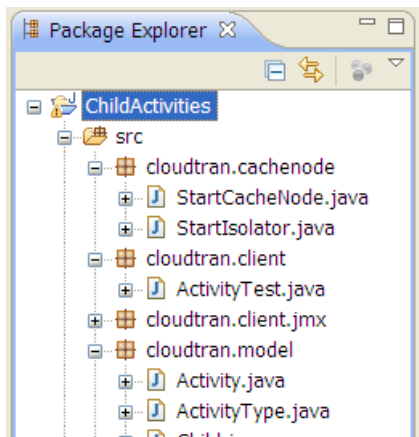 Package Explorer
ChildActivities
src
cloudtran.cachenode
StartCacheNode.java
StartIsolator.java
cloudtran.client
ActivityTest.java
cloudtran.client.jmx
cloudtran.model
Activity.java
ActivityType.java